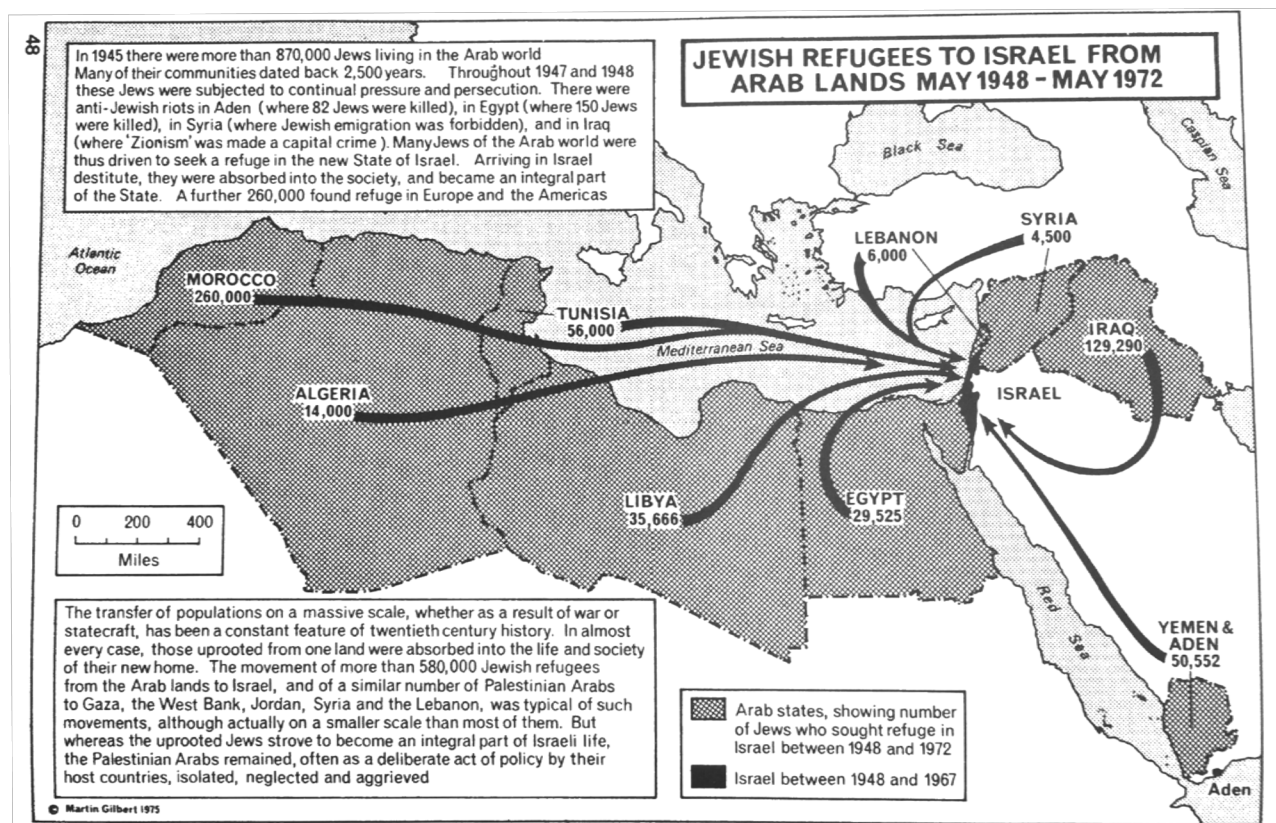 48
In 1945 there were more than 870,000 Jews living in the Arab world
Many of their communities dated back 2,500 years. Throughout 1947 and 1948
these Jews were subjected to continual pressure and persecution. There were
anti-Jewish riots in Aden (where 82 Jews were killed), in Egypt (where 150 Jews
were killed), in Syria (where Jewish emigration was forbidden), and in Iraq
(where 'Zionism' was made a capital crime). Many Jews of the Arab world were
thus driven to seek a refuge in the new State of Israel. Arriving in Israel
destitute, they were absorbed into the society, and became an integral part
of the State. A further 260,000 found refuge in Europe and the Americas
JEWISH REFUGEES TO ISRAEL FROM
ARAB LANDS MAY 1948 - MAY 1972
Black Sea
Caspian Sea
Atlantic
Ocean
SYRIA
4,500
LEBANON
6,000
MOROCCO
260,000
TUNISIA
56,000
IRAQ
129,290
Mediterranean Sea
ALGERIA
14,000
ISRAEL
LIBYA
35,666
EGYPT
29,525
0 200 400
Miles
Red
Sea
YEMEN &
ADEN
50,552
Aden
The transfer of populations on a massive scale, whether as a result of war or
statecraft, has been a constant feature of twentieth century history. In almost
every case, those uprooted from one land were absorbed into the life and society
of their new home. The movement of more than 580,000 Jewish refugees
from the Arab lands to Israel, and of a similar number of Palestinian Arabs
to Gaza, the West Bank, Jordan, Syria and the Lebanon, was typical of such
movements, although actually on a smaller scale than most of them. But
whereas the uprooted Jews strove to become an integral part of Israeli life,
the Palestinian Arabs remained, often as a deliberate act of policy by their
host countries, isolated, neglected and aggrieved
Arab states, showing number
of Jews who sought refuge in
Israel between 1948 and 1972
Israel between 1948 and 1967
© Martin Gilbert 1975